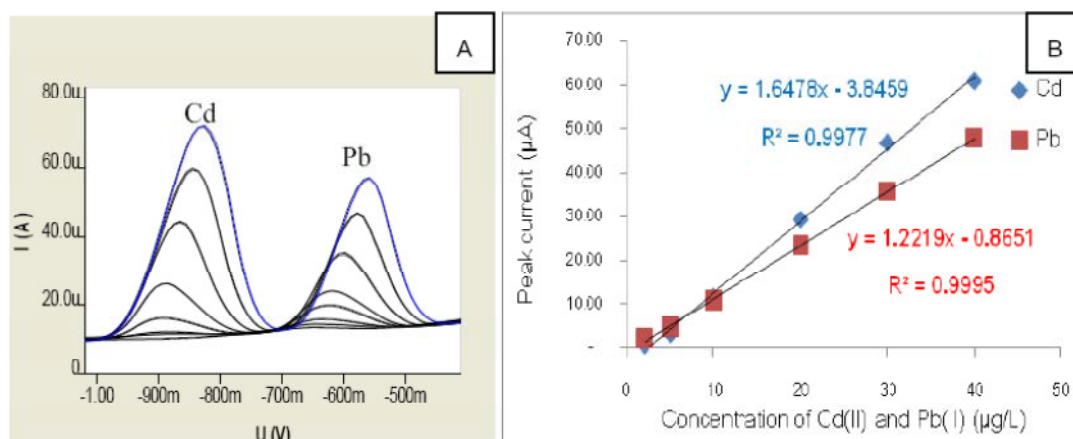 A
80.0u
60.0u
40.0u
20.0u
0.
I (A)
Cd
Pb
-1.00 -900m -800m -700m -600m -500m
U (V)
B
Peak current (µA)
70.00
60.00
50.00
40.00
30.00
20.00
10.00
-
y = 1.6478x - 3.8459
R² = 0.9977
Cd
Pb
y = 1.2219x - 0.8651
R² = 0.9995
0 10 20 30 40 50
Concentration of Cd(II) and Pb(I) (µg/L)